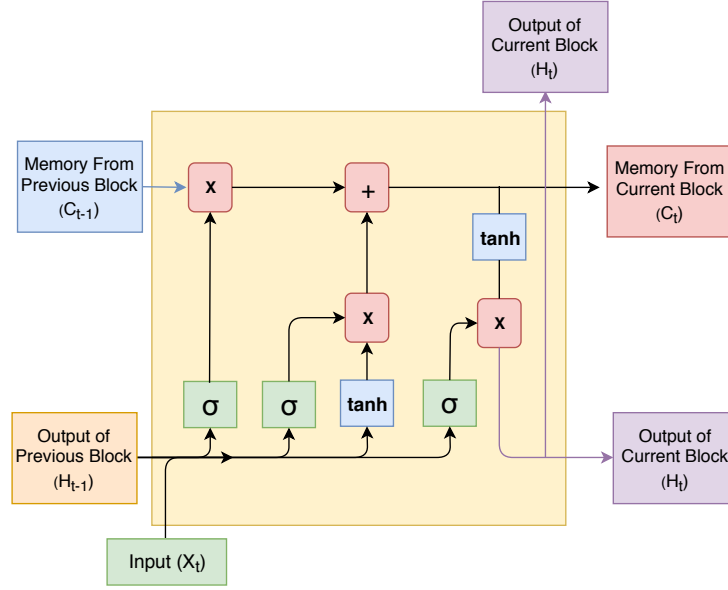 Output of
Current Block
(Ht)
Memory From
Previous Block
(Ct-1)
x
+
Memory From
Current Block
(Ct)
tanh
x
x
σ
σ
tanh
σ
Output of
Previous Block
(Ht-1)
Output of
Current Block
(Ht)
Input (Xt)